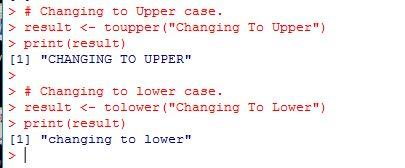 > # Changing to Upper case.
> result <- toupper("Changing To Upper")
> print(result)
[1] "CHANGING TO UPPER"
>
> # Changing to lower case.
> result <- tolower("Changing To Lower")
> print(result)
[1] "changing to lower"
>